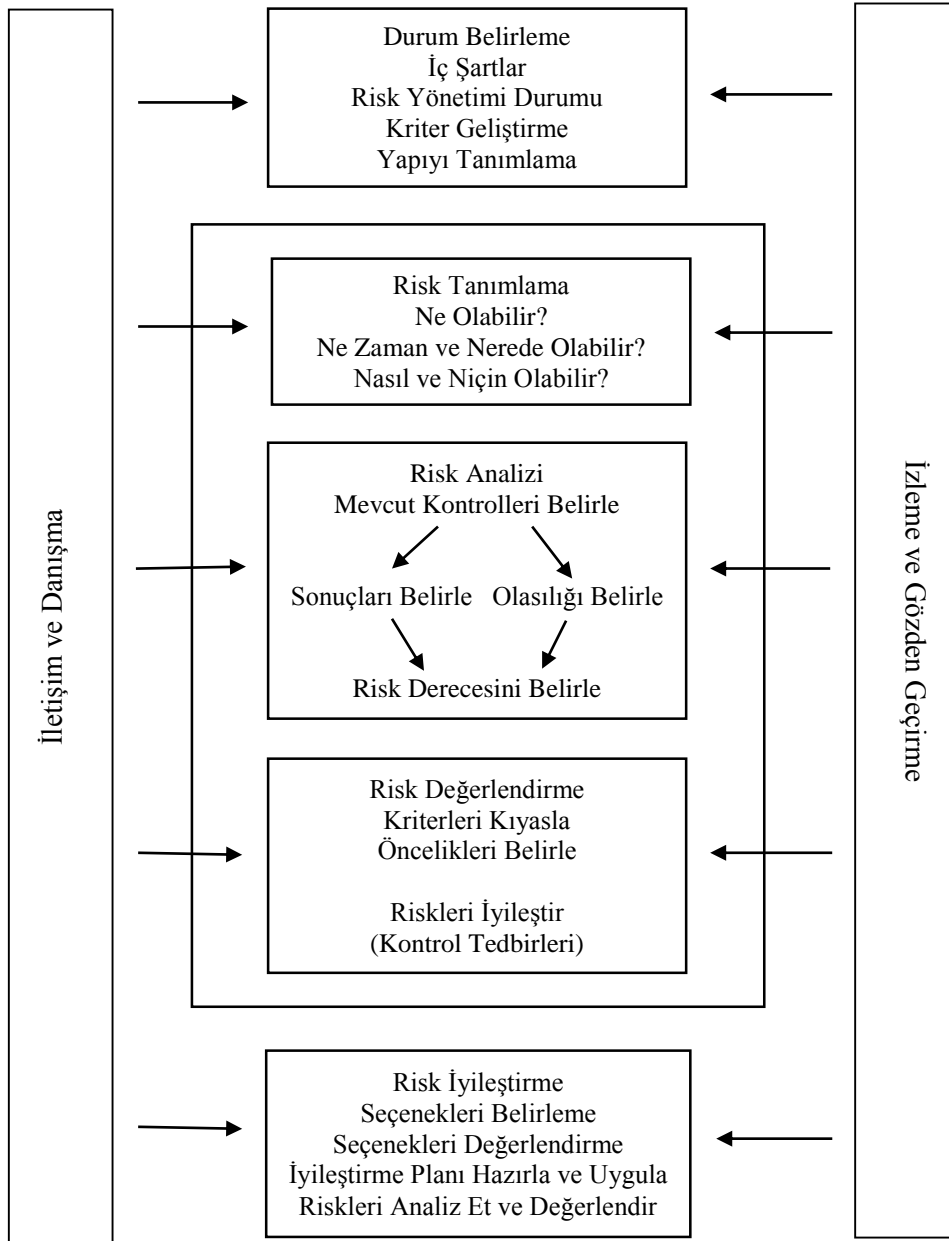 İletişim ve Danışma
Durum Belirleme
İç Şartlar
Risk Yönetimi Durumu
Kriter Geliştirme
Yapıyı Tanımlama
Risk Tanımlama
Ne Olabilir?
Ne Zaman ve Nerede Olabilir?
Nasıl ve Niçin Olabilir?
Risk Analizi
Mevcut Kontrolleri Belirle
Sonuçları Belirle Olasılığı Belirle
Risk Derecesini Belirle
Risk Değerlendirme
Kriterleri Kıyasla
Öncelikleri Belirle
Riskleri İyileştir
(Kontrol Tedbirleri)
Risk İyileştirme
Seçenekleri Belirleme
Seçenekleri Değerlendirme
İyileştirme Planı Hazırla ve Uygula
Riskleri Analiz Et ve Değerlendir
İzleme ve Gözden Geçirme